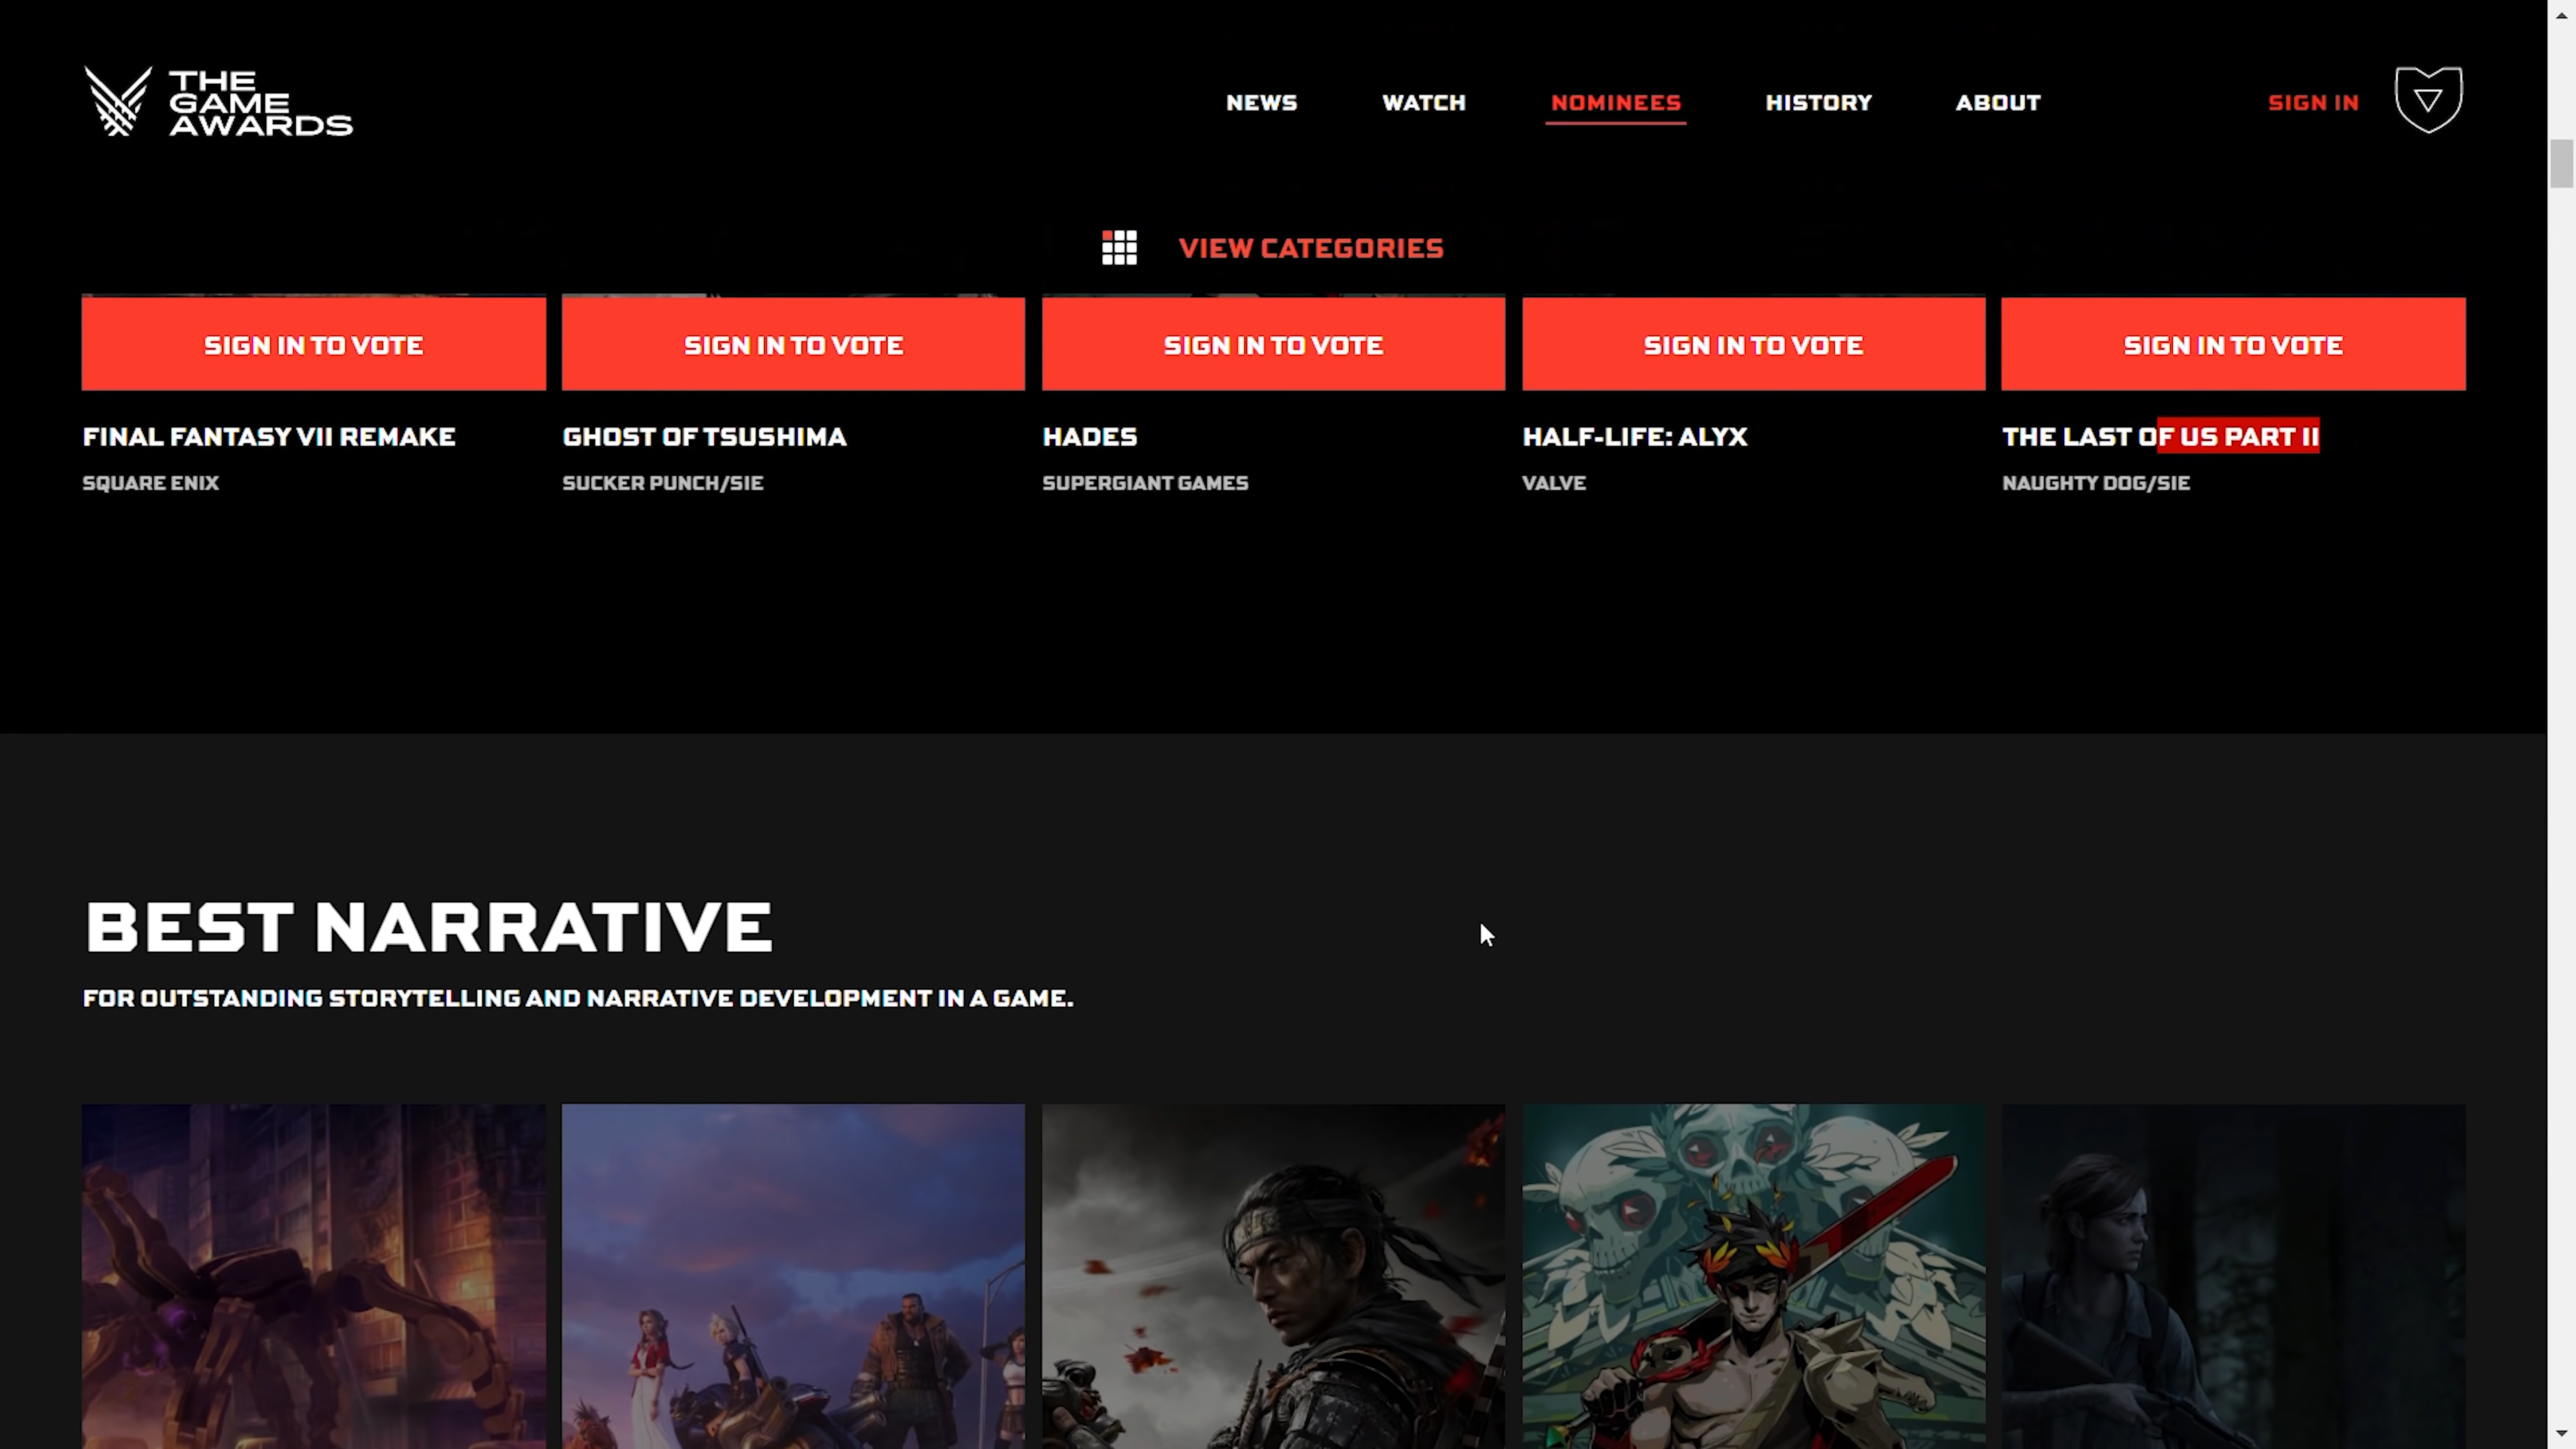 THE
GAME
AWARDS
NEWS
WATCH
NOMINEES
HISTORY
ABOUT
SIGN IN
VIEW CATEGORIES
SIGN IN TO VOTE
SIGN IN TO VOTE
SIGN IN TO VOTE
SIGN IN TO VOTE
SIGN IN TO VOTE
FINAL FANTASY VII REMAKE
SQUARE ENIX
GHOST OF TSUSHIMA
SUCKER PUNCH/SIE
HADES
SUPERGIANT GAMES
HALF-LIFE: ALYX
VALVE
THE LAST OF US PART II
NAUGHTY DOG/SIE
BEST NARRATIVE
FOR OUTSTANDING STORYTELLING AND NARRATIVE DEVELOPMENT IN A GAME.